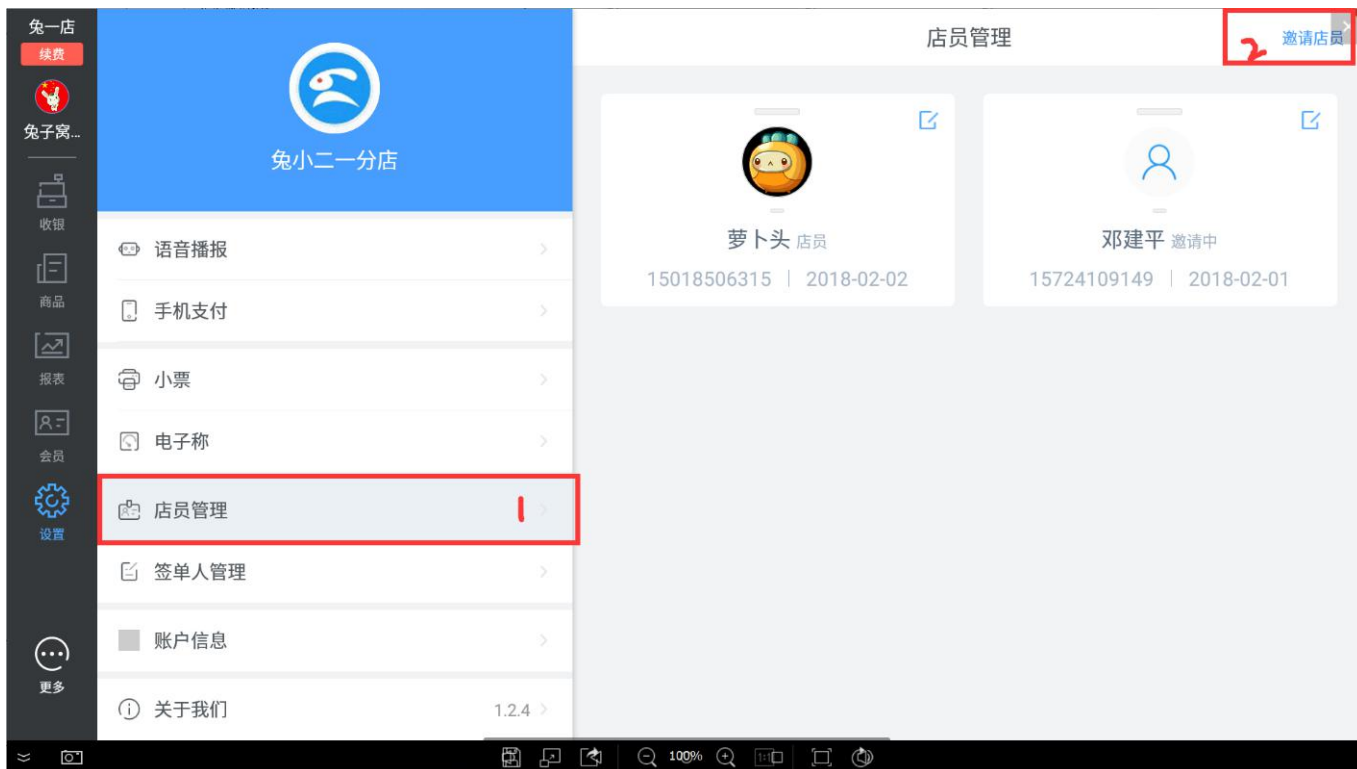 兔一店
续费
兔子窝...
收银
商品
报表
会员
设置
更多
兔小二一分店
语音播报
手机支付
小票
电子称
店员管理 1
签单人管理
账户信息
关于我们 1.2.4
店员管理
2 邀请店员
萝卜头 店员
15018506315 | 2018-02-02
邓建平 邀请中
15724109149 | 2018-02-01
100%
1:1